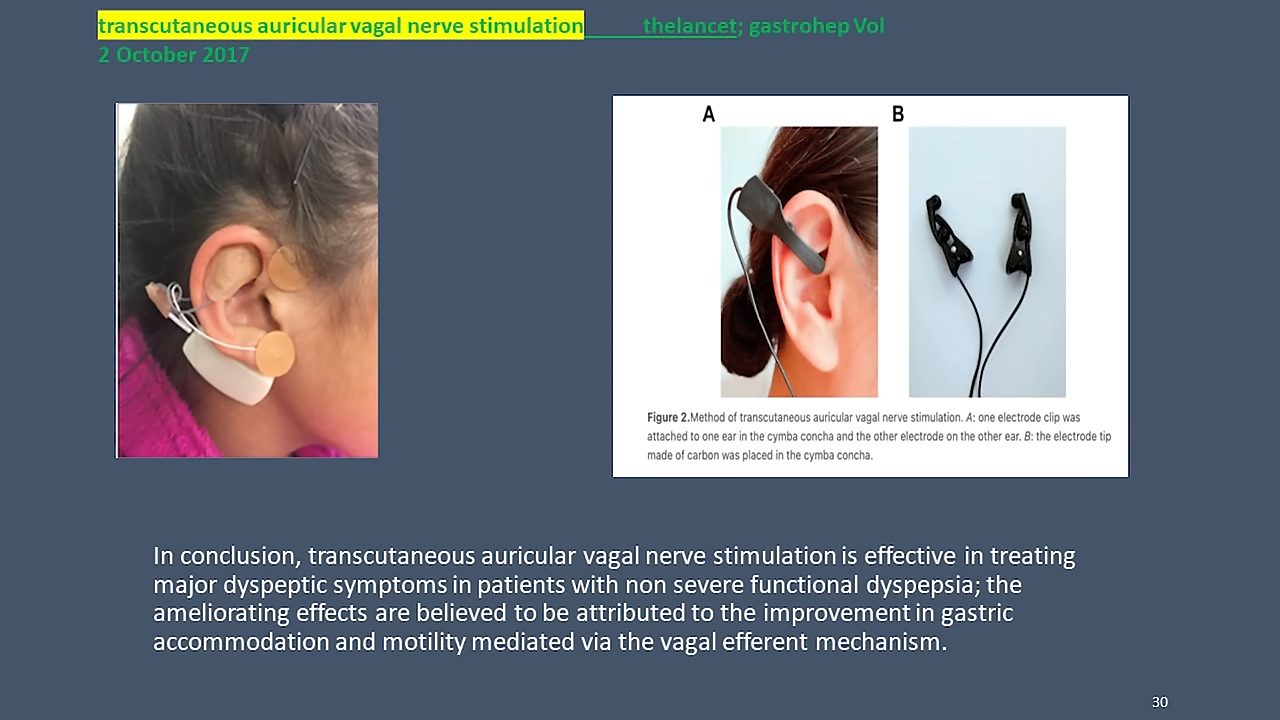 transcutaneous auricular vagal nerve stimulation thelancet; gastrohep Vol
2 October 2017
A
B
Figure 2.Method of transcutaneous auricular vagal nerve stimulation. A: one electrode clip was
attached to one ear in the cymba concha and the other electrode on the other ear. B: the electrode tip
made of carbon was placed in the cymba concha.
In conclusion, transcutaneous auricular vagal nerve stimulation is effective in treating
major dyspeptic symptoms in patients with non severe functional dyspepsia; the
ameliorating effects are believed to be attributed to the improvement in gastric
accommodation and motility mediated via the vagal efferent mechanism.
30